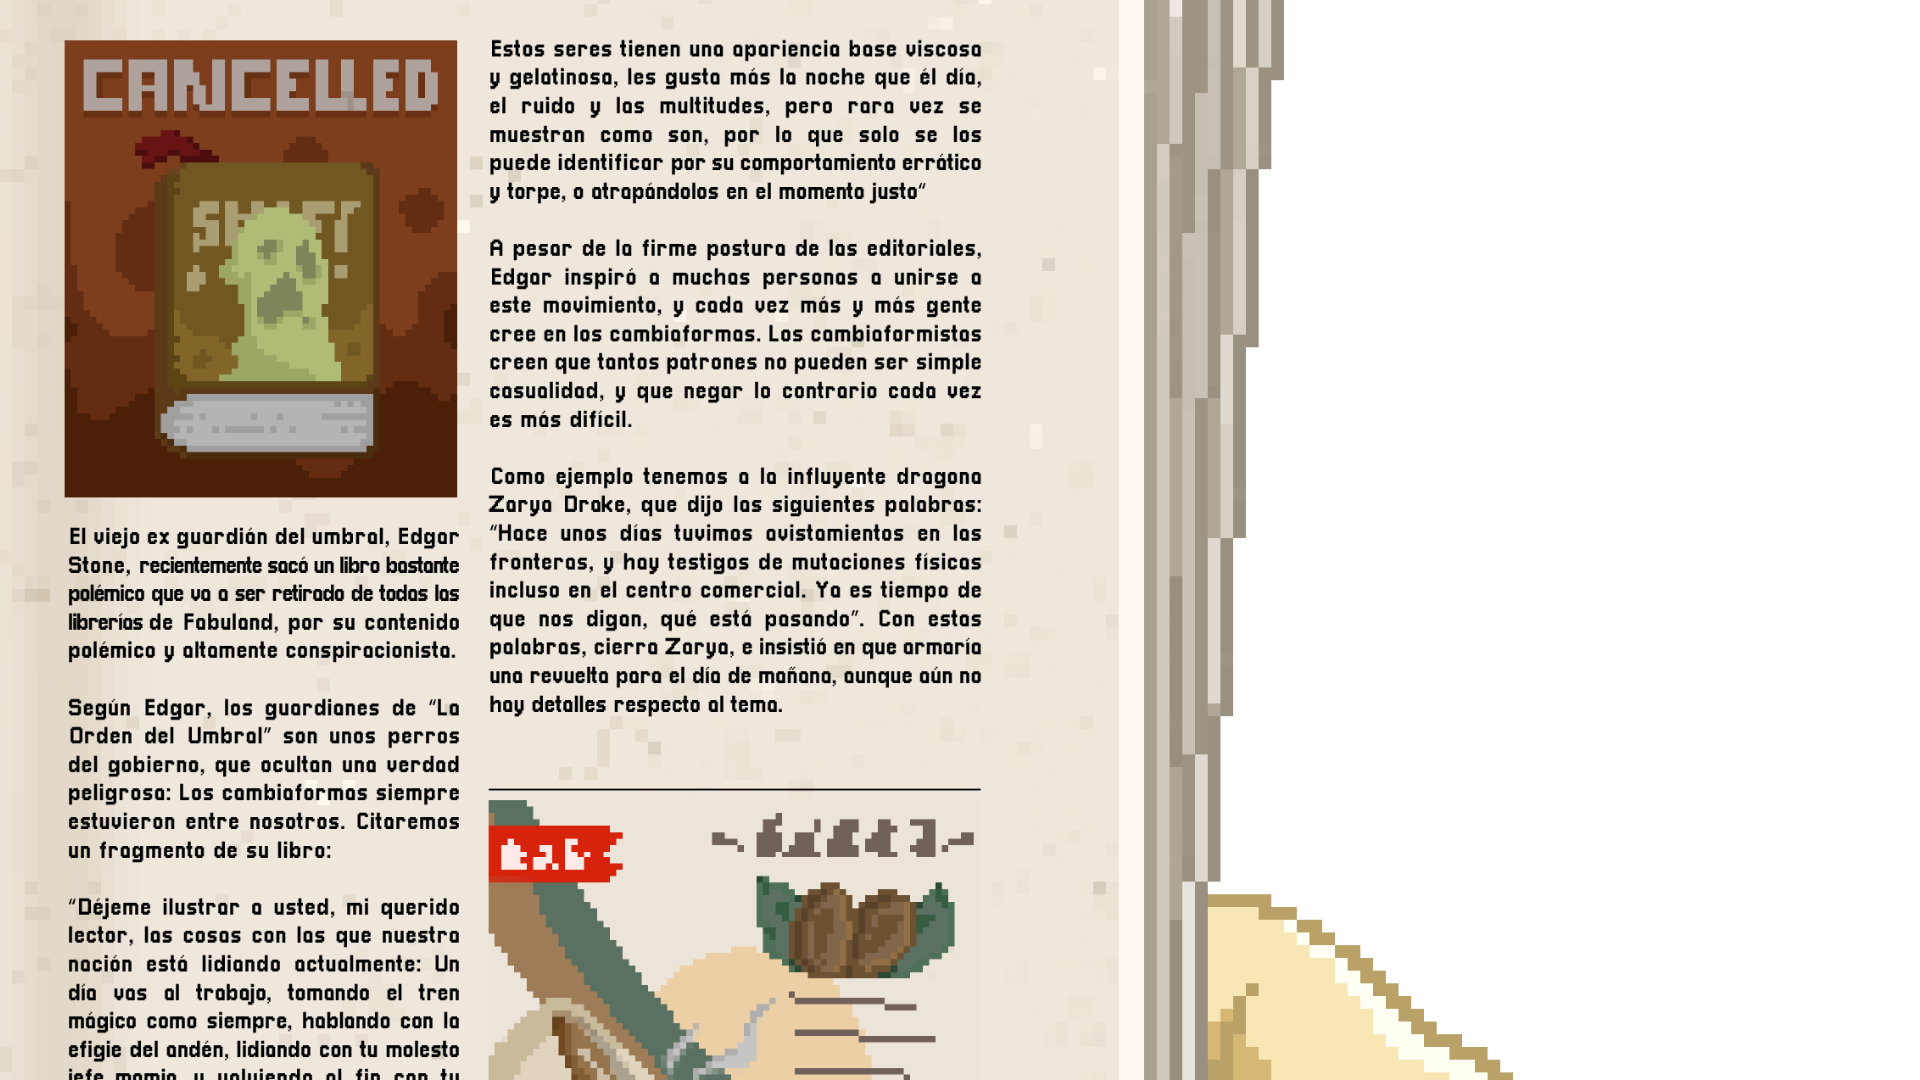 CANCELLED
El viejo ex guardián del umbral, Edgar
Stone, recientemente sacó un libro bastante
polémico que va a ser retirado de todas las
librerías de Fabuland, por su contenido
polémico y altamente conspiracionista.
Según Edgar, los guardianes de “La
Orden del Umbral” son unos perros
del gobierno, que ocultan una verdad
peligrosa: Los cambiaformas siempre
estuvieron entre nosotros. Citaremos
un fragmento de su libro:
“Déjeme ilustrar a usted, mi querido
lector, las cosas con las que nuestra
nación está lidiando actualmente: Un
día vas al trabajo, tomando el tren
mágico como siempre, hablando con la
efigie del andén, lidiando con tu molesto
jefe momia, y volviendo al fin con tu
Estos seres tienen una apariencia base viscosa
y gelatinosa, les gusta más la noche que él día,
el ruido y las multitudes, pero rara vez se
muestran como son, por lo que solo se los
puede identificar por su comportamiento errático
y torpe, o atrapándolos en el momento justo“
A pesar de la firme postura de las editoriales,
Edgar inspiró a muchas personas a unirse a
este movimiento, y cada vez más y más gente
cree en los cambiaformas. Los cambiaformistas
creen que tantos patrones no pueden ser simple
casualidad, y que negar lo contrario cada vez
es más difícil.
Como ejemplo tenemos a la influyente dragona
Zarya Drake, que dijo las siguientes palabras:
“Hace unos días tuvimos avistamientos en las
fronteras, y hay testigos de mutaciones físicas
incluso en el centro comercial. Ya es tiempo de
que nos digan, qué está pasando”. Con estas
palabras, cierra Zarya, e insistió en que armaría
una revuelta para el día de mañana, aunque aún no
hay detalles respecto al tema.